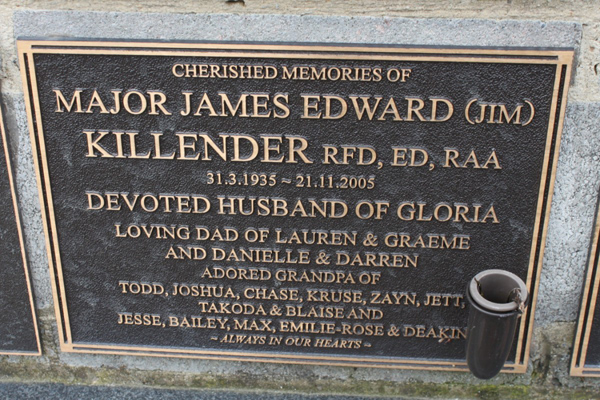 CHERISHED MEMORIES OF
MAJOR JAMES EDWARD (JIM)
KILLENDER RFD, ED, RAA
31.3.1935 ~ 21.11.2005
DEVOTED HUSBAND OF GLORIA
LOVING DAD OF LAUREN & GRAEME
AND DANIELLE & DARREN
ADORED GRANDPA OF
TODD, JOSHUA, CHASE, KRUSE, ZAYN, JETT,
TAKODA & BLAISE AND
JESSE, BAILEY, MAX, EMILIE-ROSE & DEAKIN
~ ALWAYS IN OUR HEARTS ~